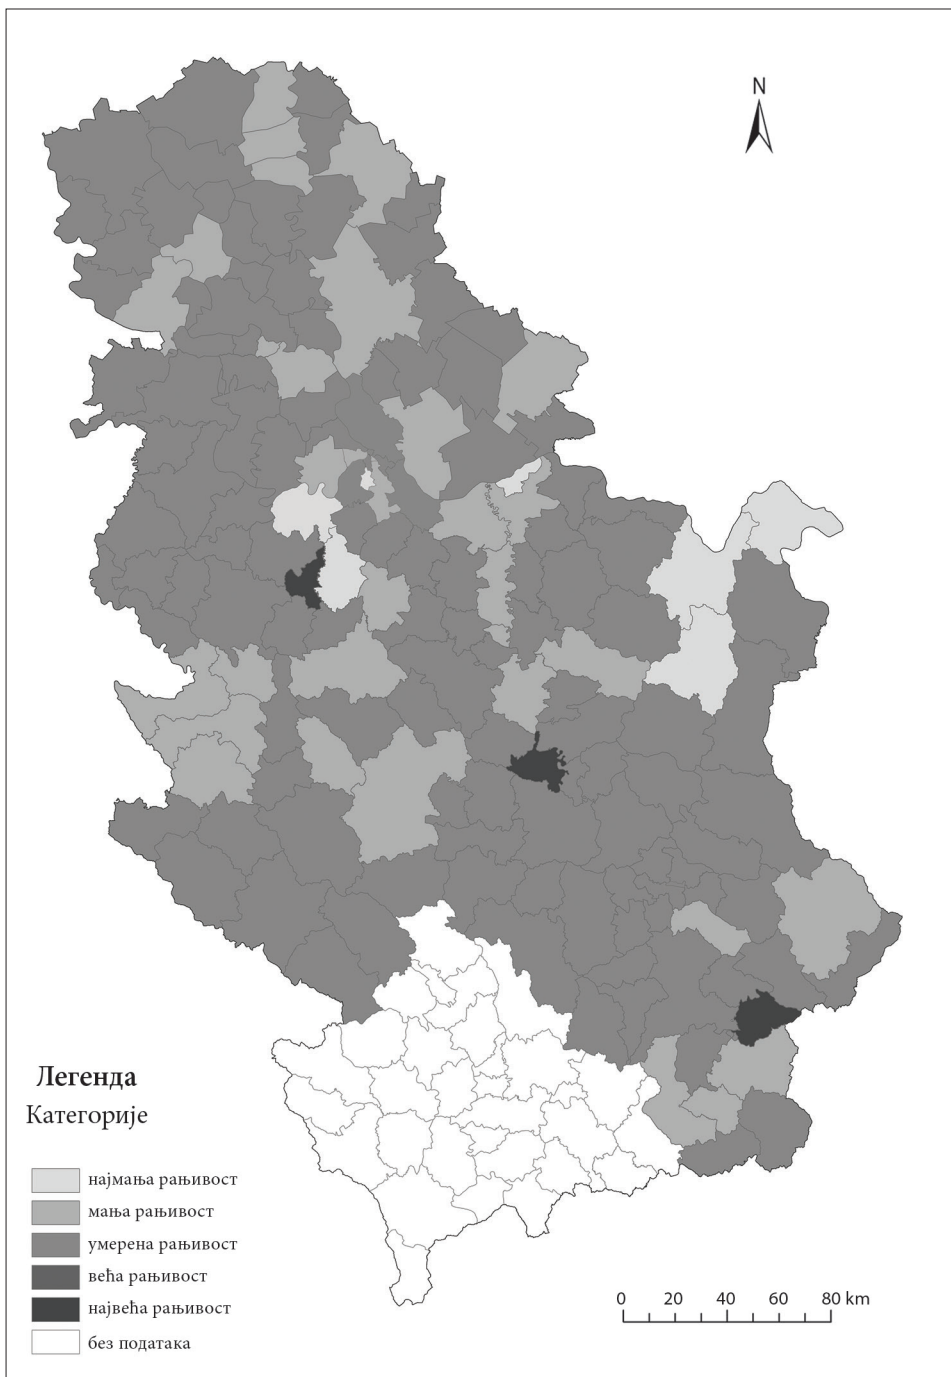 N
Легенда
Категорије
најмања рањивост
мања рањивост
умерена рањивост
већа рањивост
највећа рањивост
без података
0 20 40 60 80 km